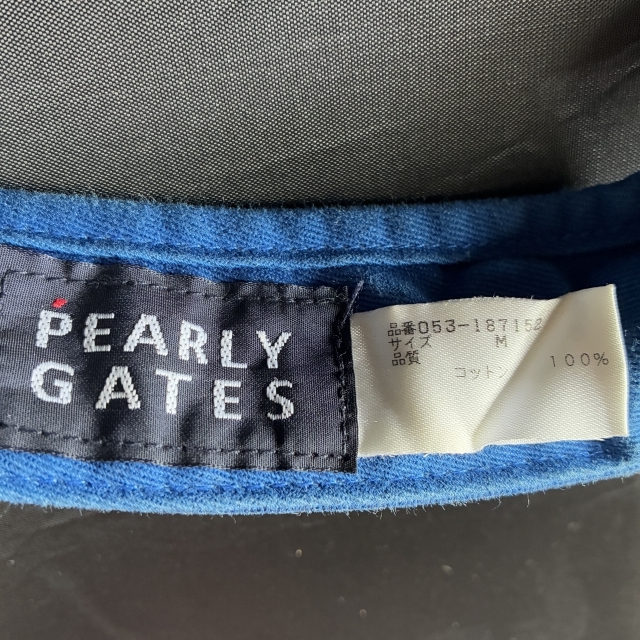 PEARLY
GATES
品番053-187152
サイズ M
品質
コットン 100%